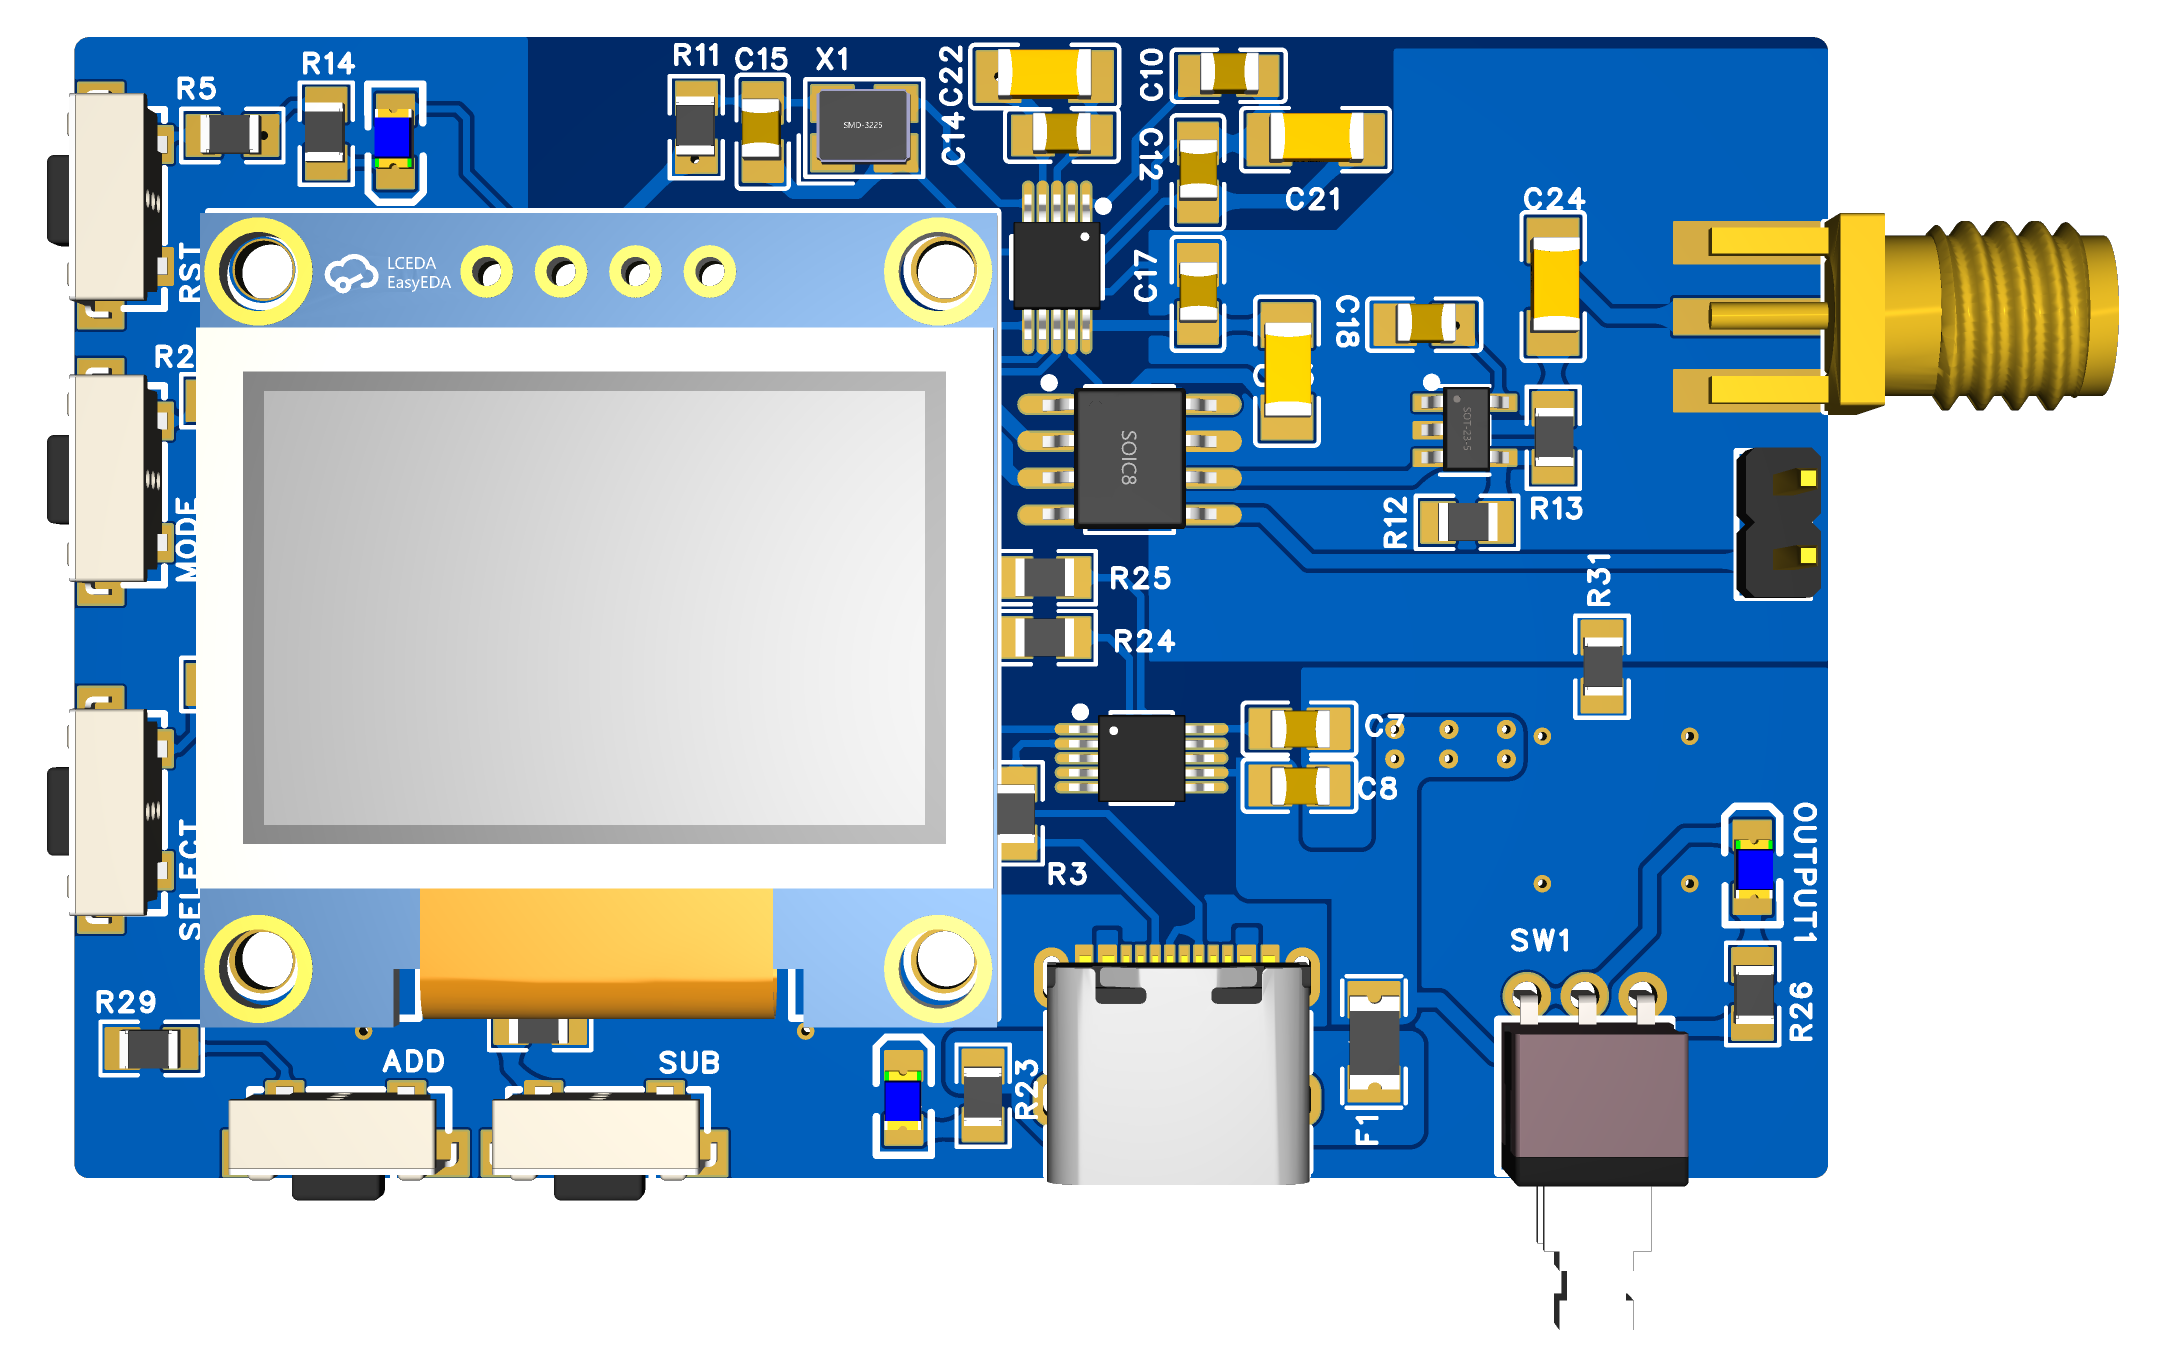 R5
R14
R11
C15
X1
C22
C14
C10
C12
C21
C24
SMD-3225
RST
LCEDA
EasyEDA
C17
C18
R2
SOIC8
SOT-23-5
R13
R12
MODE
R25
R24
R31
C7
C8
R3
SELECT
OUTPUT1
SW1
R29
R26
ADD
SUB
R23
F1